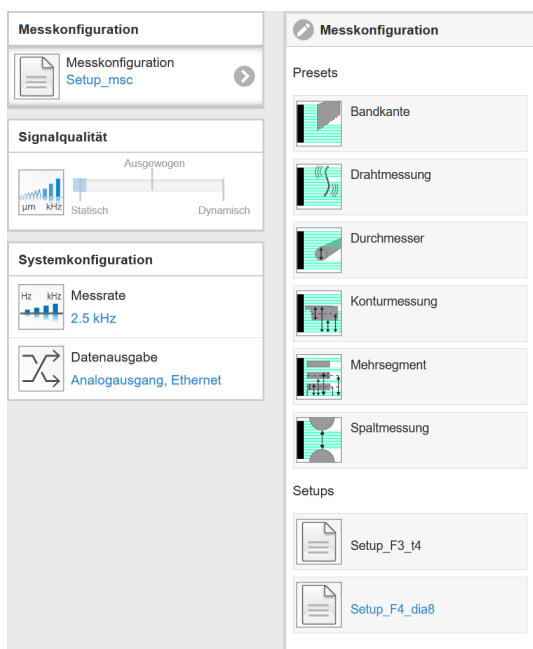 Messkonfiguration
Messkonfiguration
Setup_msc
Signalqualität
Ausgewogen
µm kHz
Statisch Dynamisch
Systemkonfiguration
Hz kHz
Messrate
2.5 kHz
Datenausgabe
Analogausgang, Ethernet
Messkonfiguration
Presets
Bandkante
Drahtmessung
Durchmesser
Konturmessung
Mehrsegment
Spaltmessung
Setups
Setup_F3_t4
Setup_F4_dia8